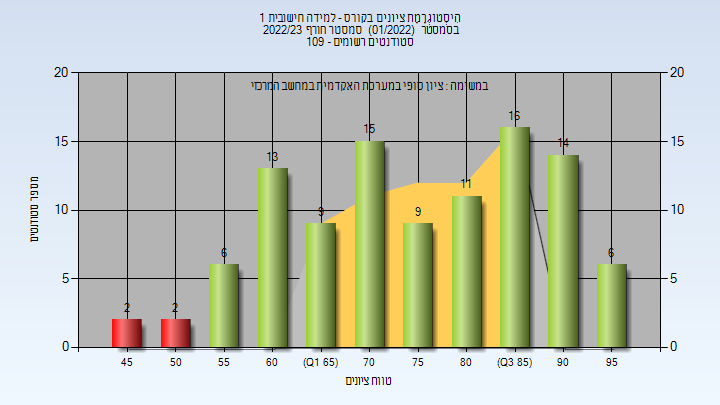 היסטוגרמת ציונים בקורס - למידה חישובית 1
בסמסטר (01/2022) סמסטר חורף 2022/23
סטודנטים רשומים - 109
במשימה : ציון סופי במערכת האקדמית במחשב המרכזי
20 20
15 15
10 10
5 5
0 0
מספר סטודנטים
2 2 6 13 9 15 9 11 16 14 6
45 50 55 60 (Q1 65) 70 75 80 (Q3 85) 90 95
טווח ציונים